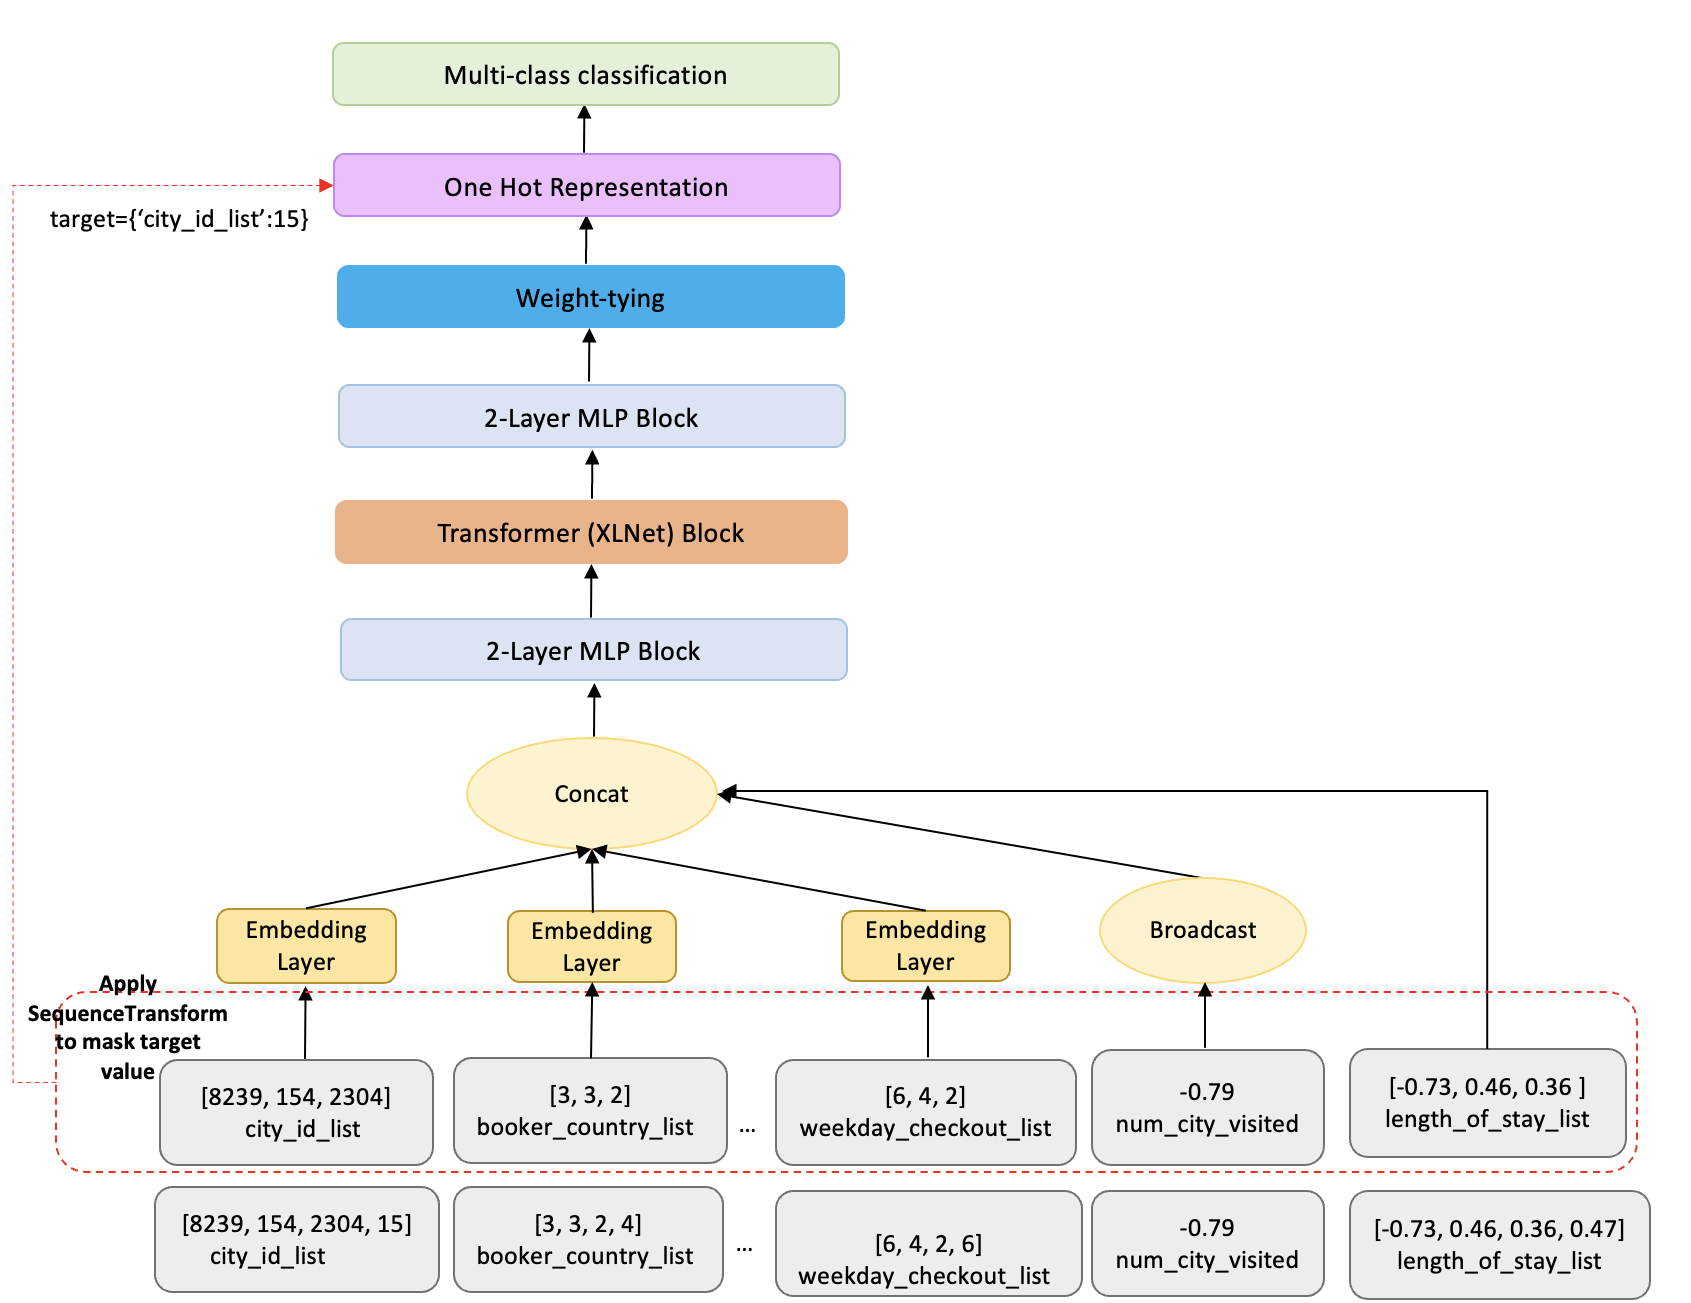 Multi-class classification
One Hot Representation
target={‘city_id_list’:15}
Weight-tying
2-Layer MLP Block
Transformer (XLNet) Block
2-Layer MLP Block
Concat
Embedding
Layer
Embedding
Layer
Embedding
Layer
Broadcast
Apply
SequenceTransform
to mask target
value
[8239, 154, 2304]
city_id_list
[3, 3, 2]
booker_country_list
...
[6, 4, 2]
weekday_checkout_list
-0.79
num_city_visited
[-0.73, 0.46, 0.36 ]
length_of_stay_list
[8239, 154, 2304, 15]
city_id_list
[3, 3, 2, 4]
booker_country_list
...
[6, 4, 2, 6]
weekday_checkout_list
-0.79
num_city_visited
[-0.73, 0.46, 0.36, 0.47]
length_of_stay_list